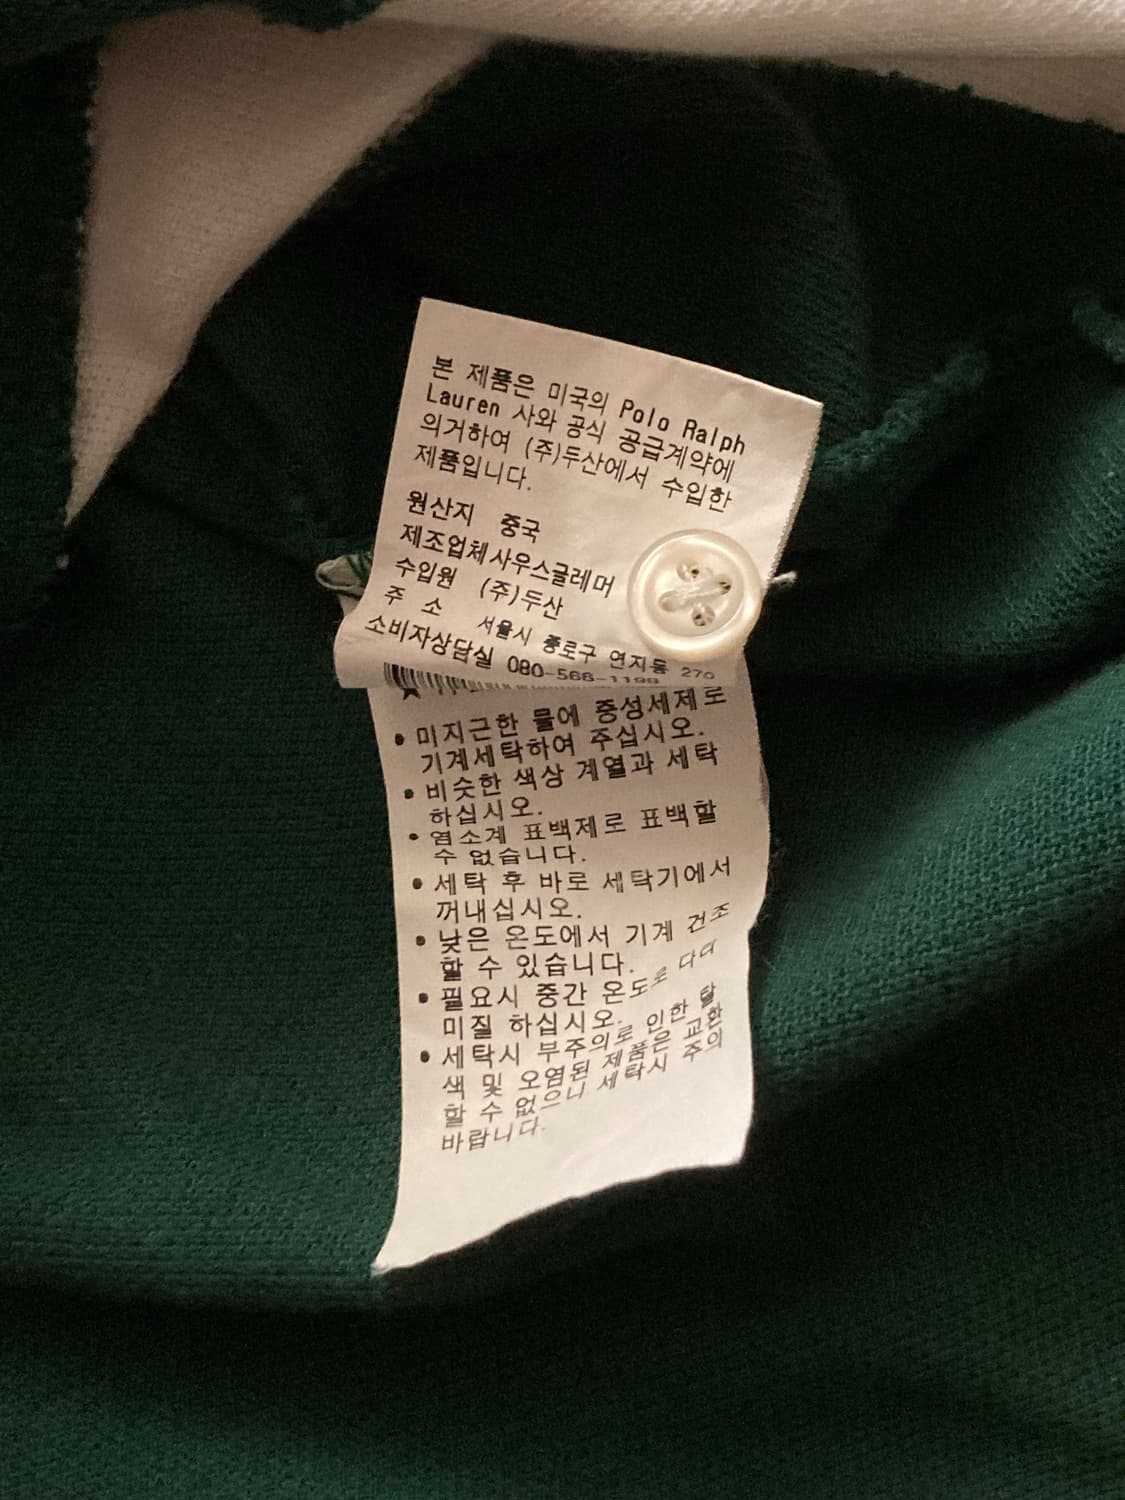 본 제품은 미국의 Polo Ralph
Lauren 사와 공식 공급계약에
의거하여 (주)두산에서 수입한
제품입니다.
원산지 중국
제조업체 사우스글레머
수입원 (주)두산
주 소 서울시 종로구 연지동 270
소비자상담실 080-566-1199
• 미지근한 물에 중성세제로
기계세탁하여 주십시오.
• 비슷한 색상 계열과 세탁
하십시오.
• 염소계 표백제로 표백할
수 없습니다.
• 세탁 후 바로 세탁기에서
꺼내십시오.
• 낮은 온도에서 기계 건조
할 수 있습니다.
• 필요시 중간 온도로 다리
미질 하십시오.
• 세탁시 부주의로 인한 탈
색 및 오염된 제품은 교환
할 수 없으니 세탁시 주의
바랍니다.